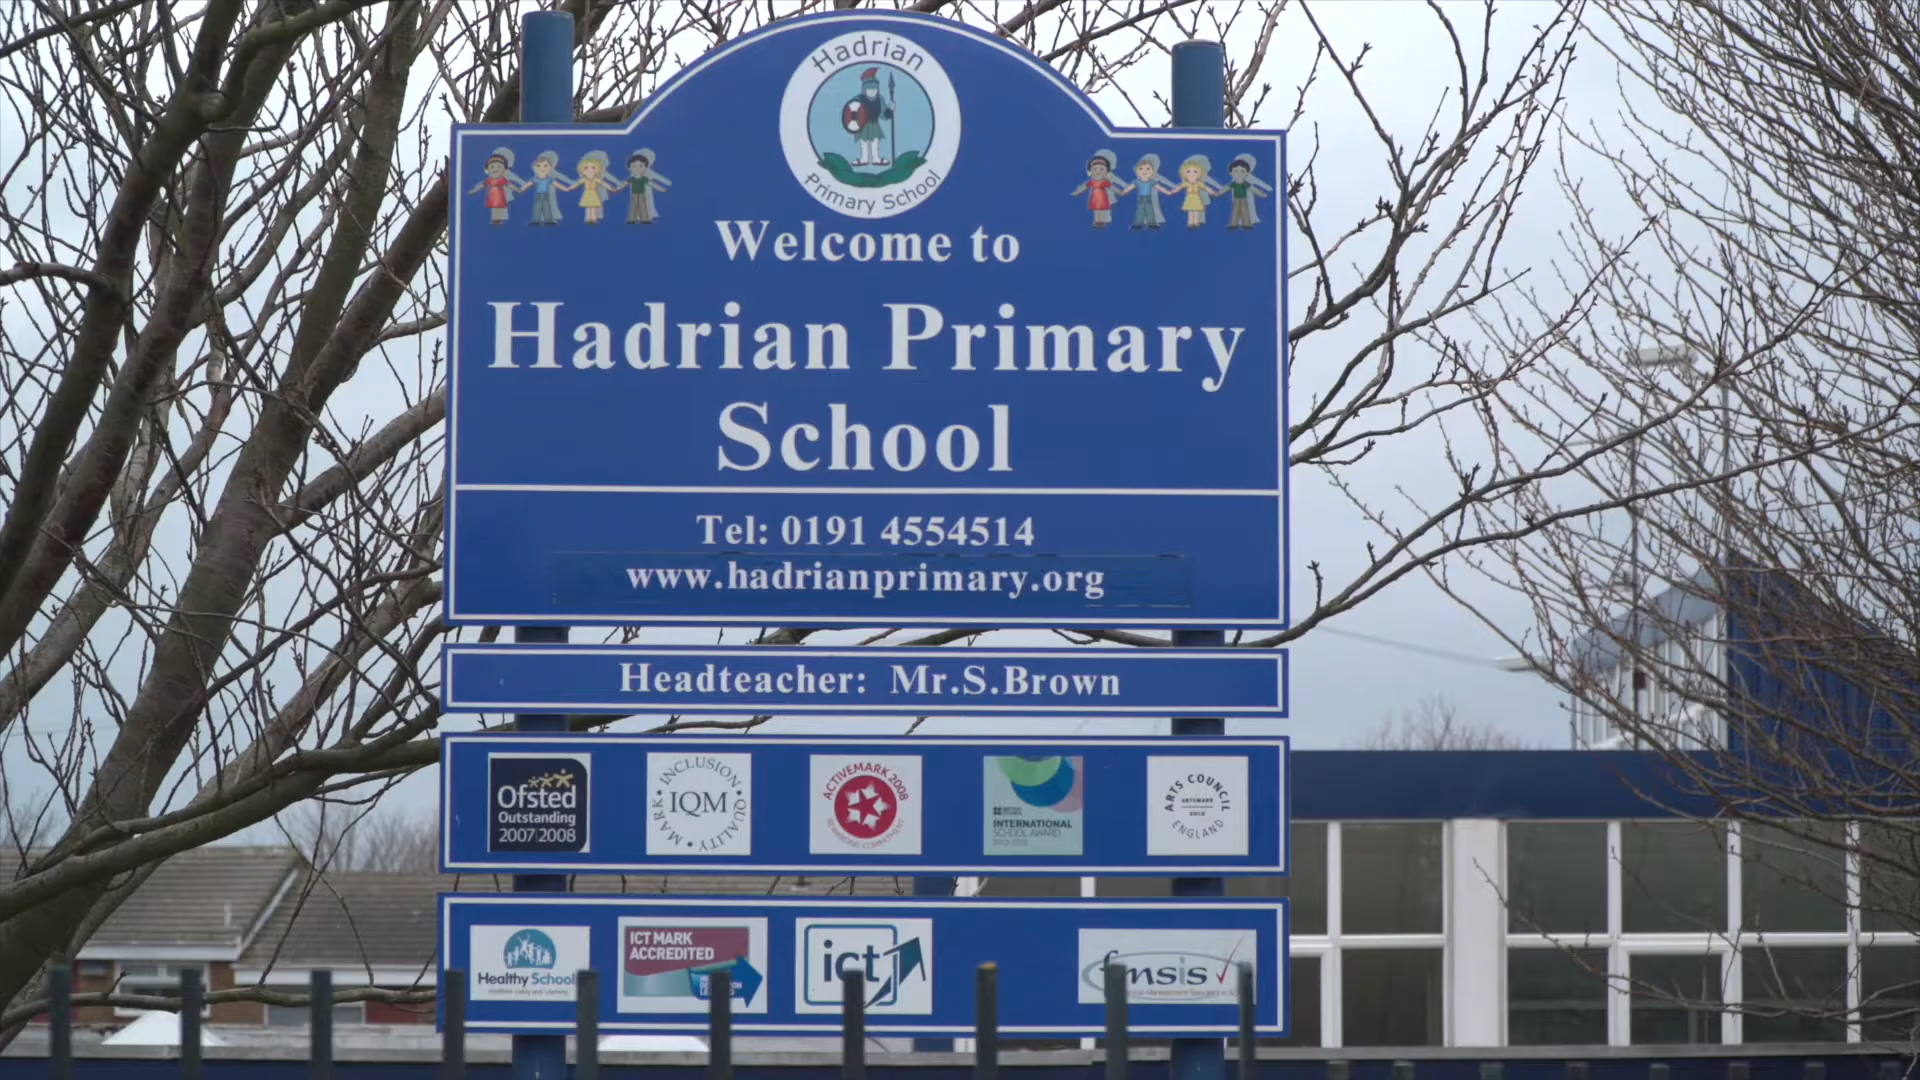 Hadrian
Primary School
Welcome to
Hadrian Primary
School
Tel: 0191 4554514
www.hadrianprimary.org
Headteacher: Mr.S.Brown
Ofsted
Outstanding
2007|2008
INCLUSION • QUALITY • MARK •
IQM
ACTIVEMARK 2008
INTERNATIONAL
SCHOOL AWARD
ARTS COUNCIL
ARTSMARK
GOLD
ENGLAND
Healthy School
ICT MARK
ACCREDITED
ict
fmsis